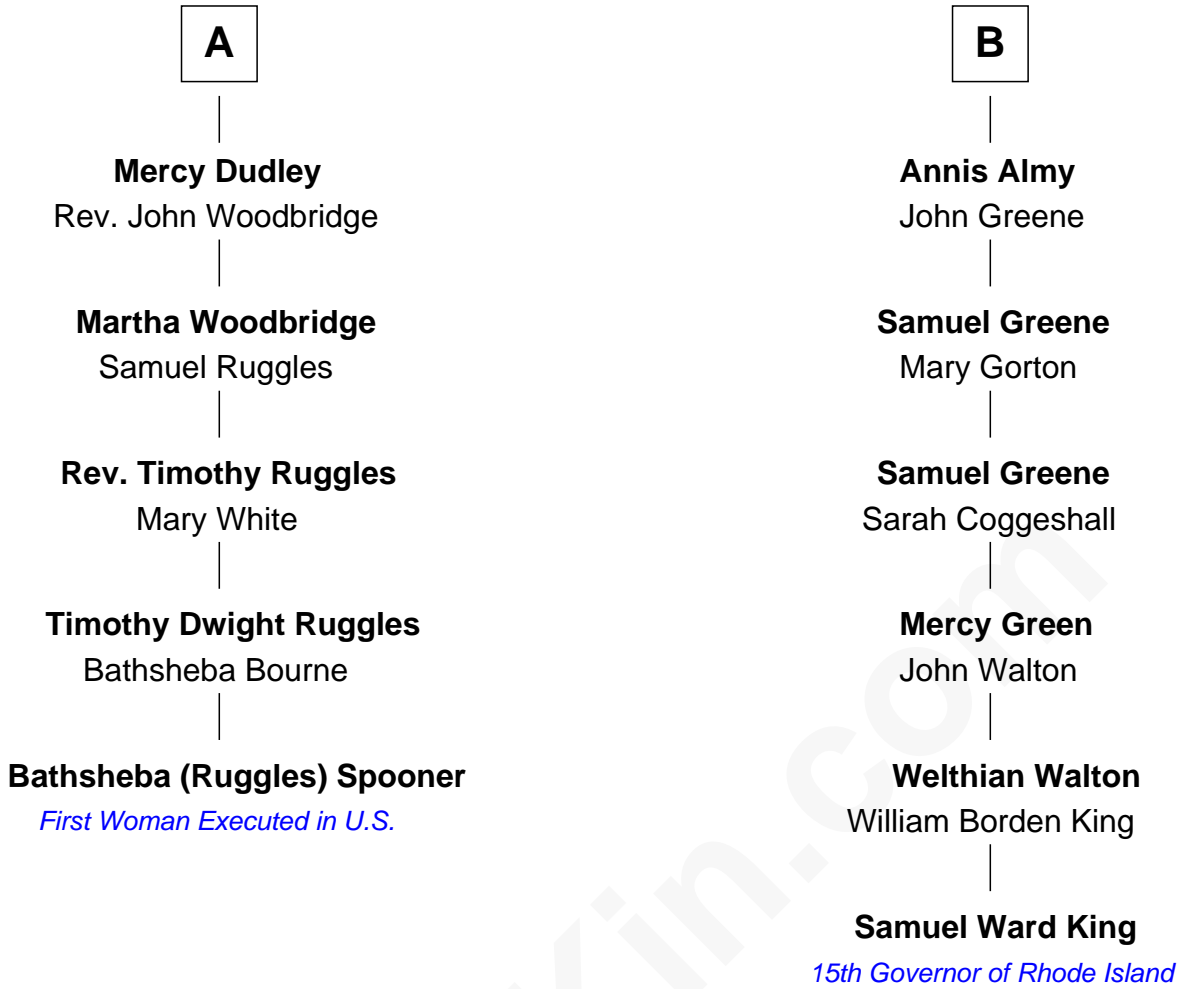 A
Mercy Dudley
Rev. John Woodbridge
Martha Woodbridge
Samuel Ruggles
Rev. Timothy Ruggles
Mary White
Timothy Dwight Ruggles
Bathsheba Bourne
Bathsheba (Ruggles) Spooner
First Woman Executed in U.S.
B
Annis Almy
John Greene
Samuel Greene
Mary Gorton
Samuel Greene
Sarah Coggeshall
Mercy Green
John Walton
Welthian Walton
William Borden King
Samuel Ward King
15th Governor of Rhode Island
Kin.com